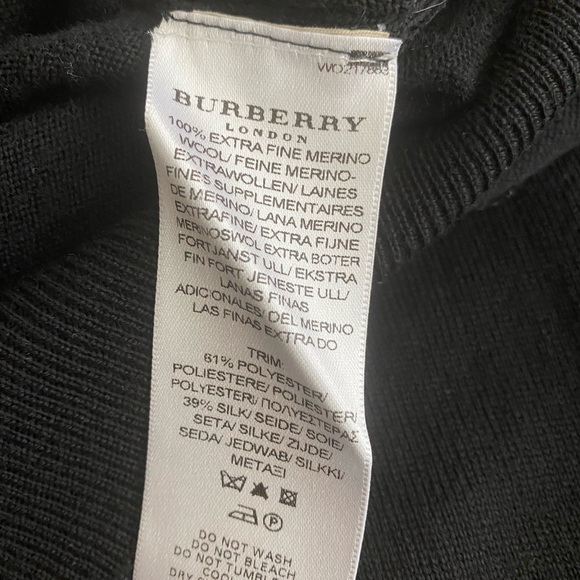 WO217883
BURBERRY
LONDON
100% EXTRA FINE MERINO
WOOL/ FEINE MERINO-
EXTRAWOLLEN/ LAINES
FINES SUPPLEMENTAIRES
DE MERINO/ LANA MERINO
EXTRAFINE/ EXTRA FIJNE
MERINOSWOL EXTRA BOTER
FORTJANST ULL/ EKSTRA
FIN FORT JENESTE ULL/
LANAS FINAS
ADICIONALES/ DEL MERINO
LAS FINAS EXTRA DO
TRIM:
61% POLYESTER/
POLIESTERE/ POLIESTER/
POLYESTER/ ΠΟΛΥΕΣΤΕΡΑΣ
39% SILK/ SEIDE/ SOIE/
SETA/ SILKE/ ZIJDE/
SEDA/ JEDWAB/ SILKKI/
ΜΕΤΑΞΙ
P
DO NOT WASH
DO NOT BLEACH
DO NOT TUMBLE
COOL
DRY